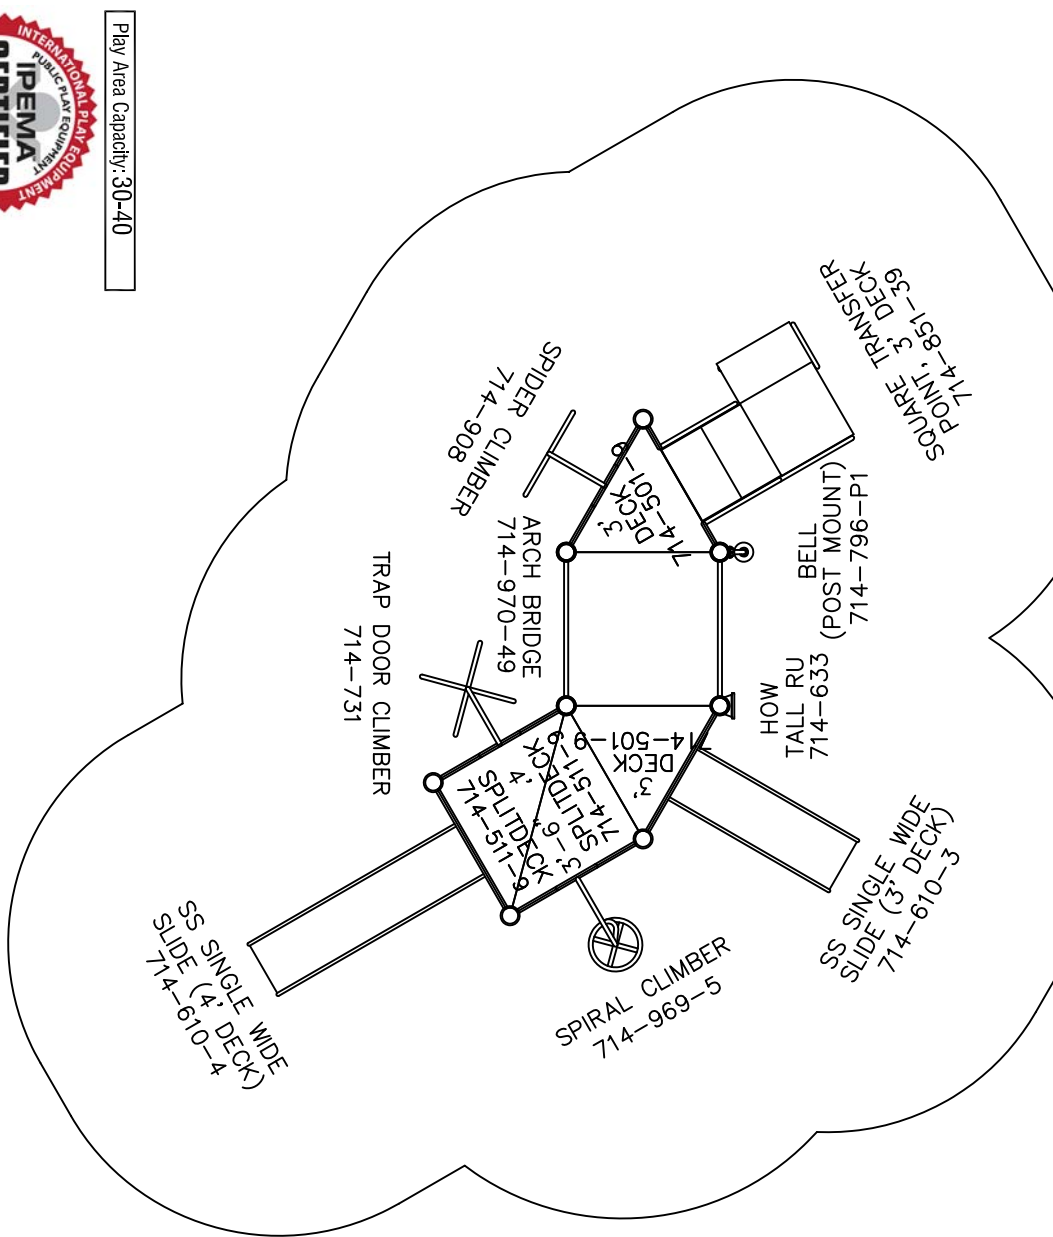 Play Area Capacity: 30-40
INTERNATIONAL PLAY EQUIPMENT
PUBLIC PLAY EQUIPMENT
IPEMA
CERTIFIED
SQUARE TRANSFER
POINT, 3' DECK
714-851-39
SPIDER CLIMBER
714-908
3'
DECK
714-501-
BELL
(POST MOUNT)
714-796-P1
ARCH BRIDGE
714-970-49
TRAP DOOR CLIMBER
714-731
HOW
TALL RU
714-633
3'
DECK
714-501-9
3'-6"
SPLITDECK
714-511-9
4'
SPLITDECK
714-511-9
SS SINGLE WIDE
SLIDE (3' DECK)
714-610-3
SPIRAL CLIMBER
714-969-5
SS SINGLE WIDE
SLIDE (4' DECK)
714-610-4